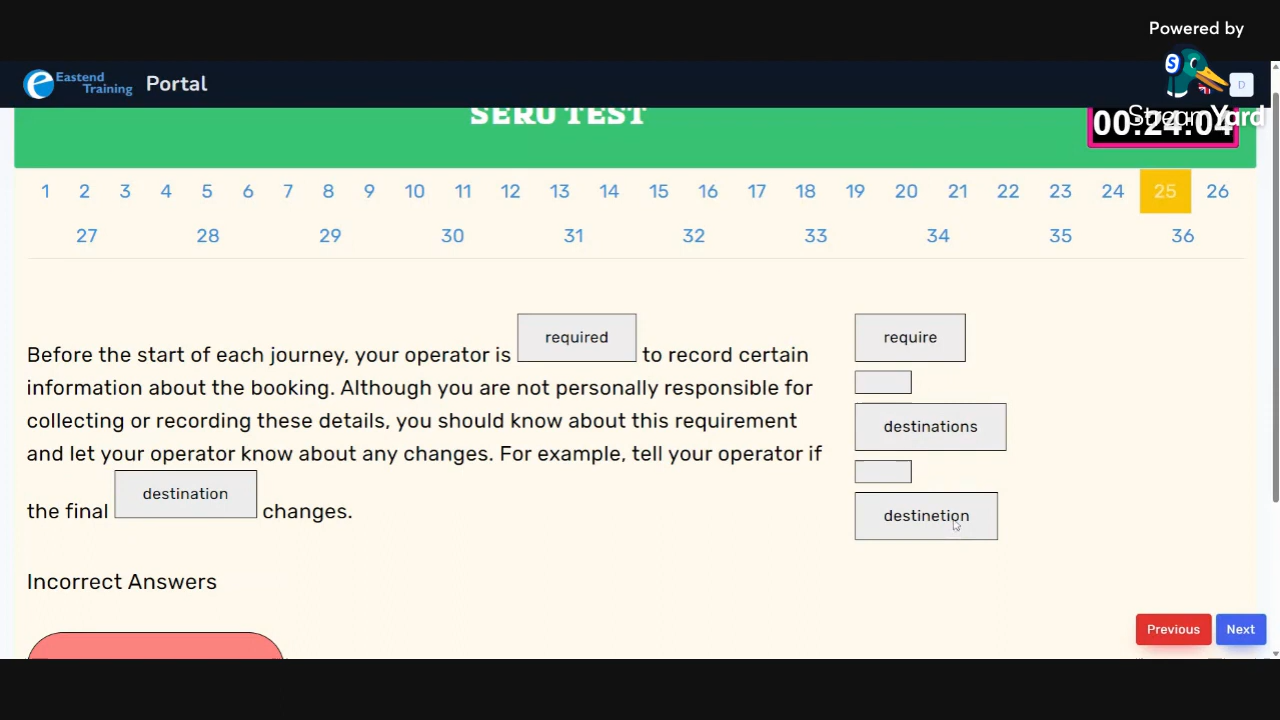 Powered by
Eastend Training Portal
D
SERU TEST
Stream Yard
00:24:04
1 2 3 4 5 6 7 8 9 10 11 12 13 14 15 16 17 18 19 20 21 22 23 24 25 26
27 28 29 30 31 32 33 34 35 36
Before the start of each journey, your operator is required to record certain
information about the booking. Although you are not personally responsible for
collecting or recording these details, you should know about this requirement
and let your operator know about any changes. For example, tell your operator if
the final destination changes.
require
destinations
destinetion
Incorrect Answers
Previous Next